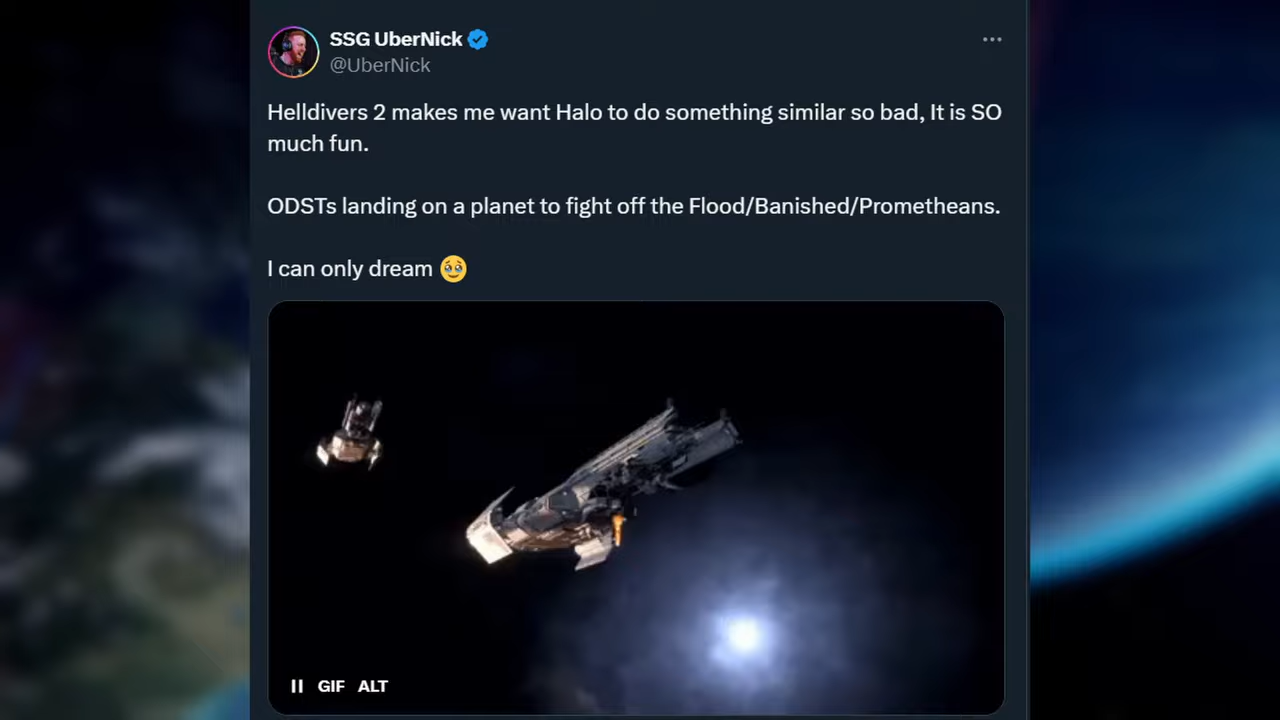 SSG UberNick
@UberNick
Helldivers 2 makes me want Halo to do something similar so bad, It is SO
much fun.
ODSTs landing on a planet to fight off the Flood/Banished/Prometheans.
I can only dream 🥹
GIF ALT